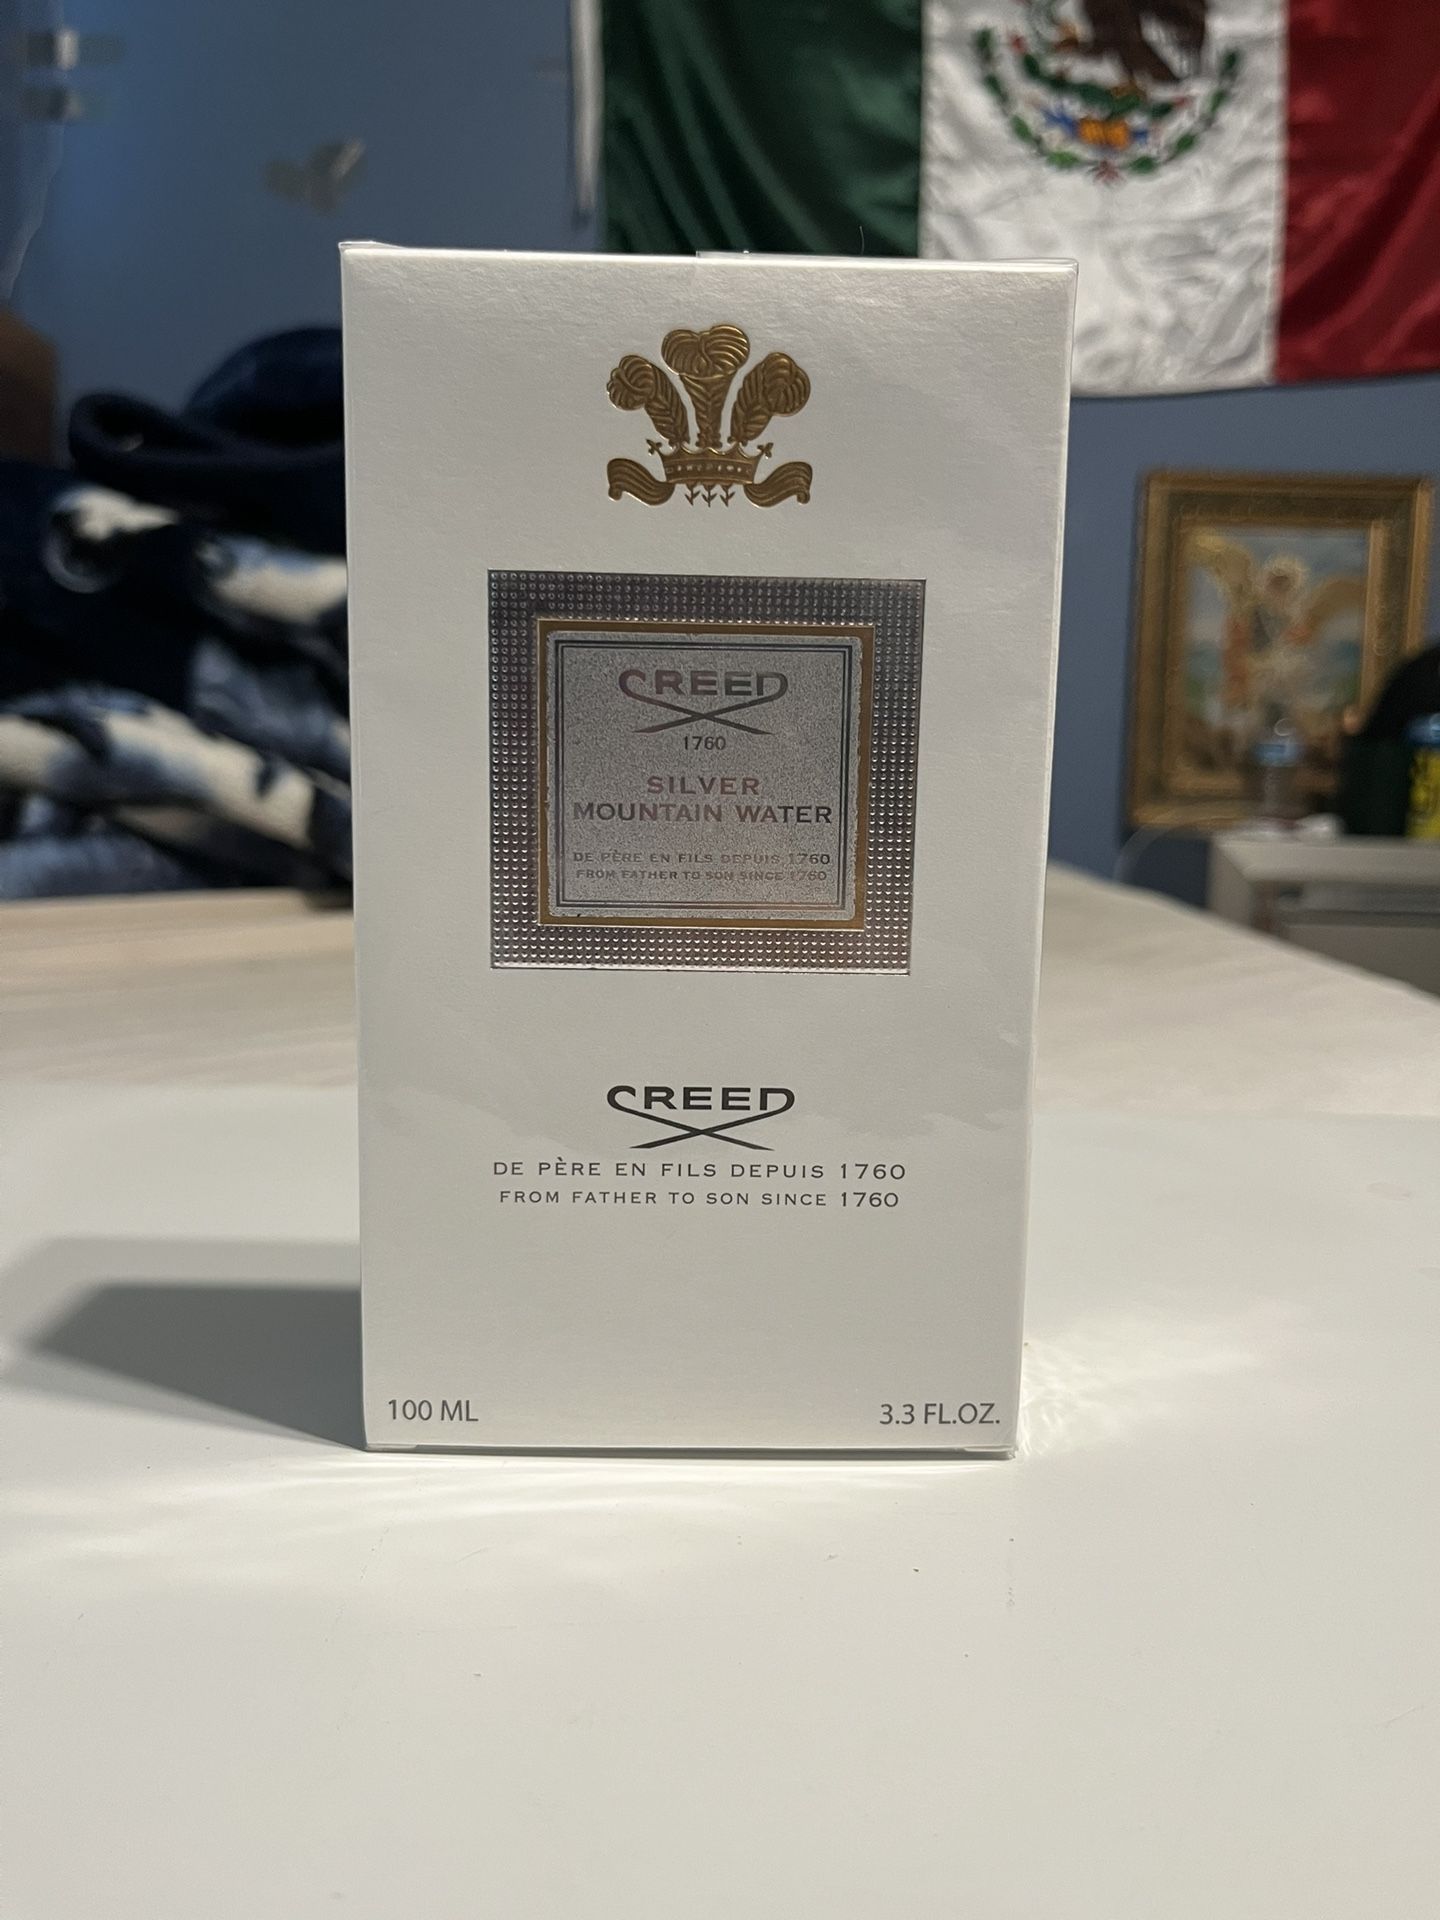 CREED
1760
SILVER
MOUNTAIN WATER
DE PÈRE EN FILS DEPUIS 1760
FROM FATHER TO SON SINCE 1760
CREED
DE PÈRE EN FILS DEPUIS 1760
FROM FATHER TO SON SINCE 1760
100 ML
3.3 FL.OZ.